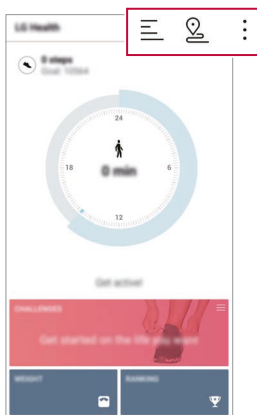 LG Health
0 steps
Goal: 10564
24
18
6
0 min
12
Get active!
CHALLENGES
Get started on the life you want
WEIGHT
RANKING